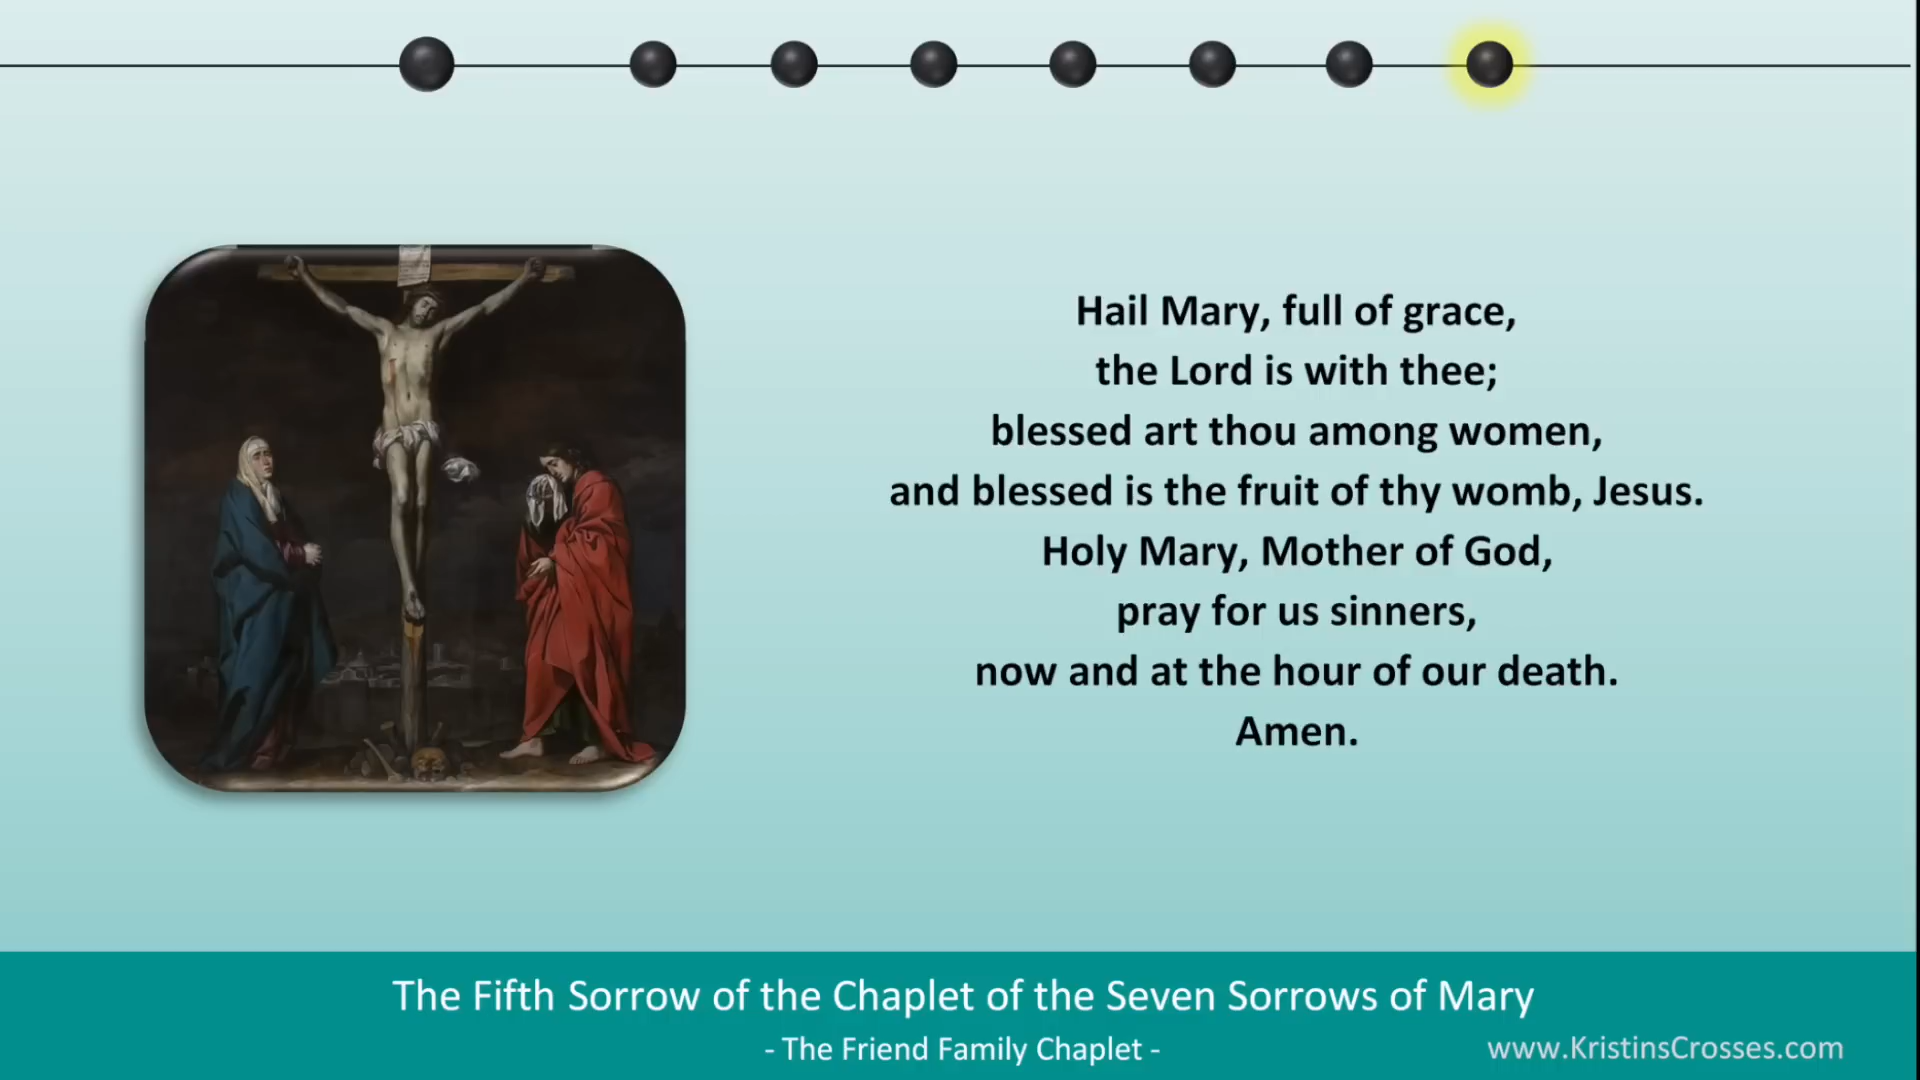 Hail Mary, full of grace,
the Lord is with thee;
blessed art thou among women,
and blessed is the fruit of thy womb, Jesus.
Holy Mary, Mother of God,
pray for us sinners,
now and at the hour of our death.
Amen.
The Fifth Sorrow of the Chaplet of the Seven Sorrows of Mary
- The Friend Family Chaplet -
www.KristinsCrosses.com